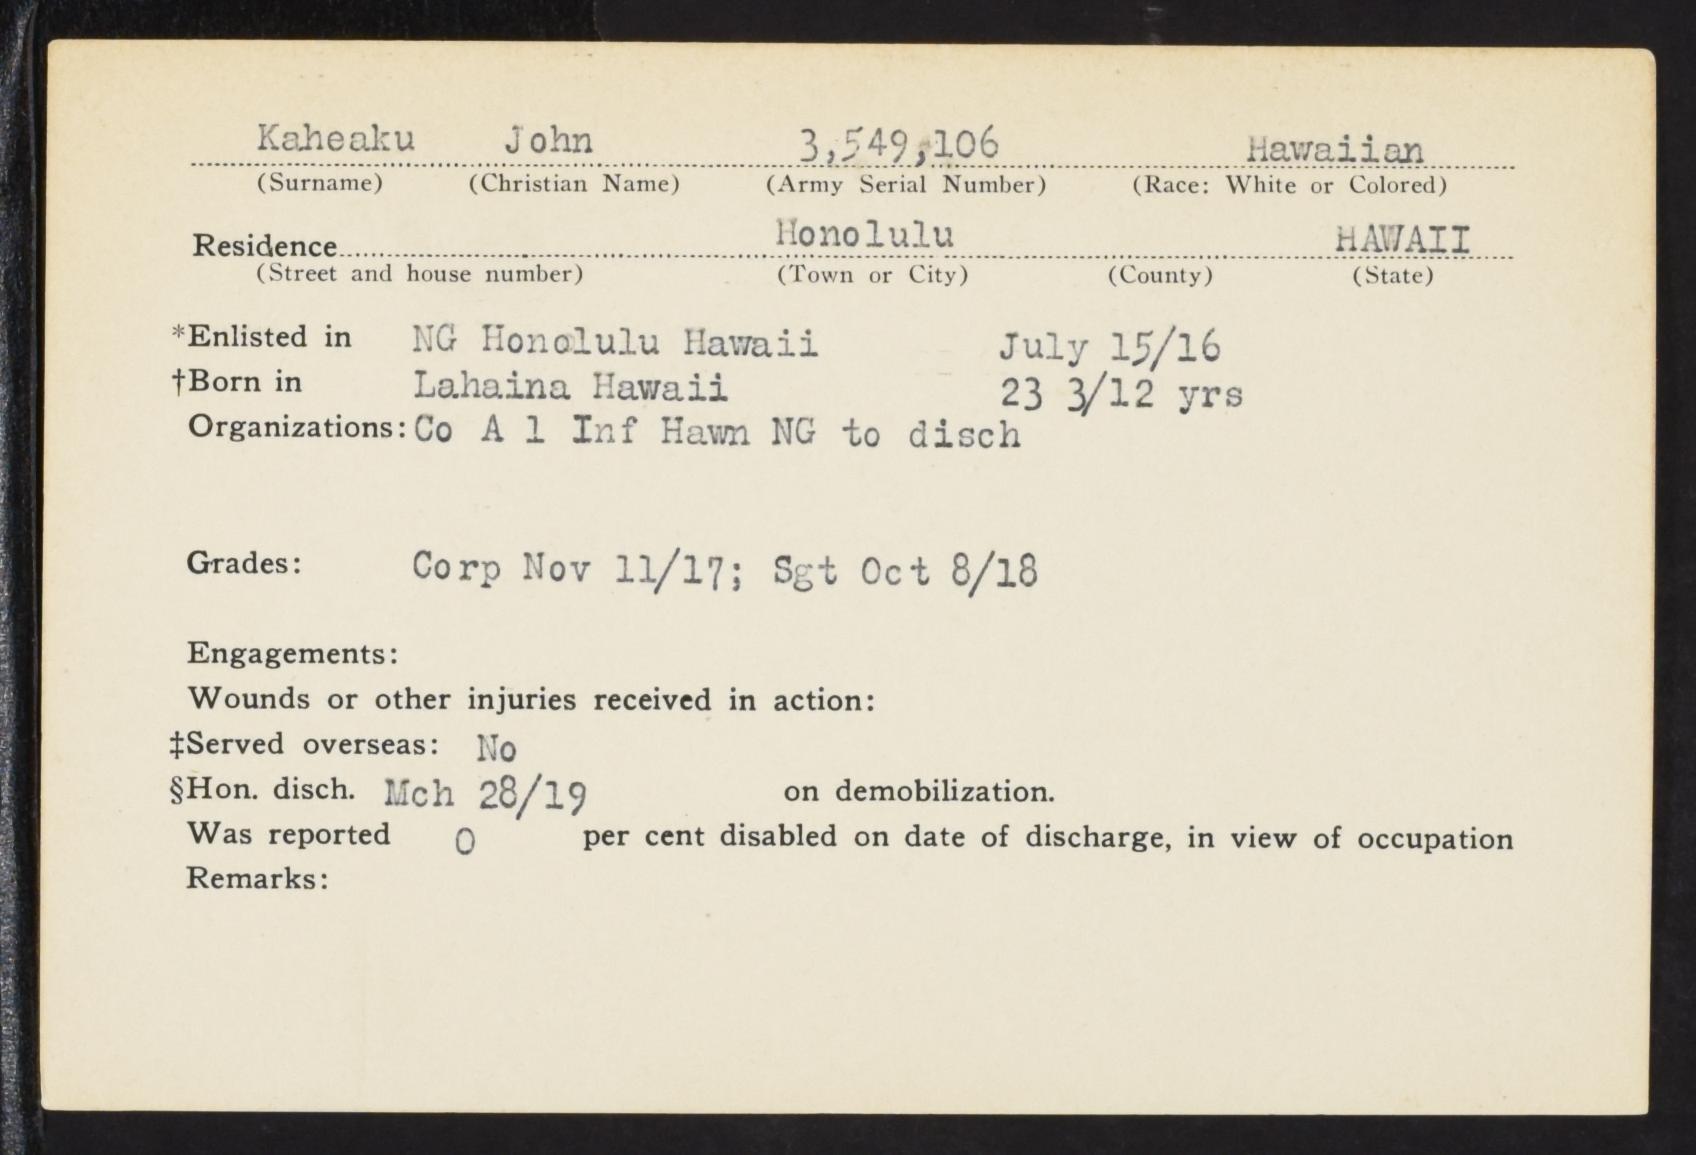 Kaheaku John 3,549,106 Hawaiian
(Surname) (Christian Name) (Army Serial Number) (Race: White or Colored)
Residence Honolulu HAWAII
(Street and house number) (Town or City) (County) (State)
*Enlisted in NG Honolulu Hawaii July 15/16
†Born in Lahaina Hawaii 23 3/12 yrs
Organizations: Co A 1 Inf Hawn NG to disch
Grades: Corp Nov 11/17; Sgt Oct 8/18
Engagements:
Wounds or other injuries received in action:
‡Served overseas: No
§Hon. disch. Mch 28/19 on demobilization.
Was reported 0 per cent disabled on date of discharge, in view of occupation
Remarks: